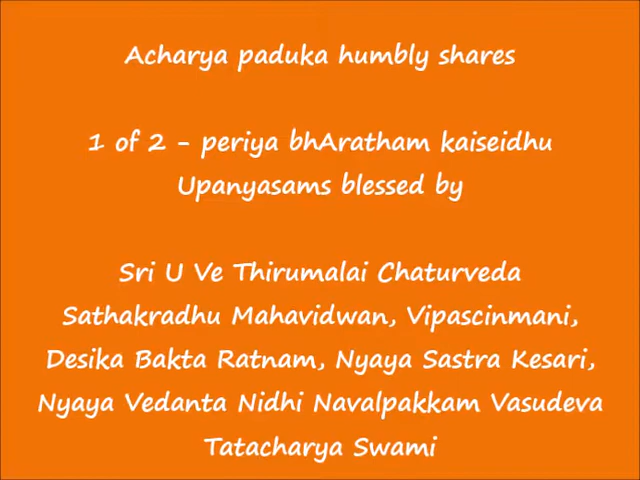 Acharya paduka humbly shares
1 of 2 - periya bhAratham kaiseidhu
Upanyasams blessed by
Sri U Ve Thirumalai Chaturveda
Sathakradhu Mahavidwan, Vipascinmani,
Desika Bakta Ratnam, Nyaya Sastra Kesari,
Nyaya Vedanta Nidhi Navalpakkam Vasudeva
Tatacharya Swami